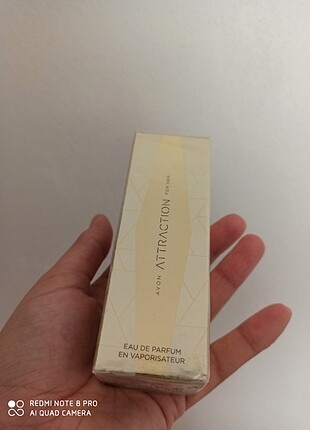 AVON ATTRACTION FOR HER
EAU DE PARFUM
EN VAPORISATEUR
REDMI NOTE 8 PRO
AI QUAD CAMERA